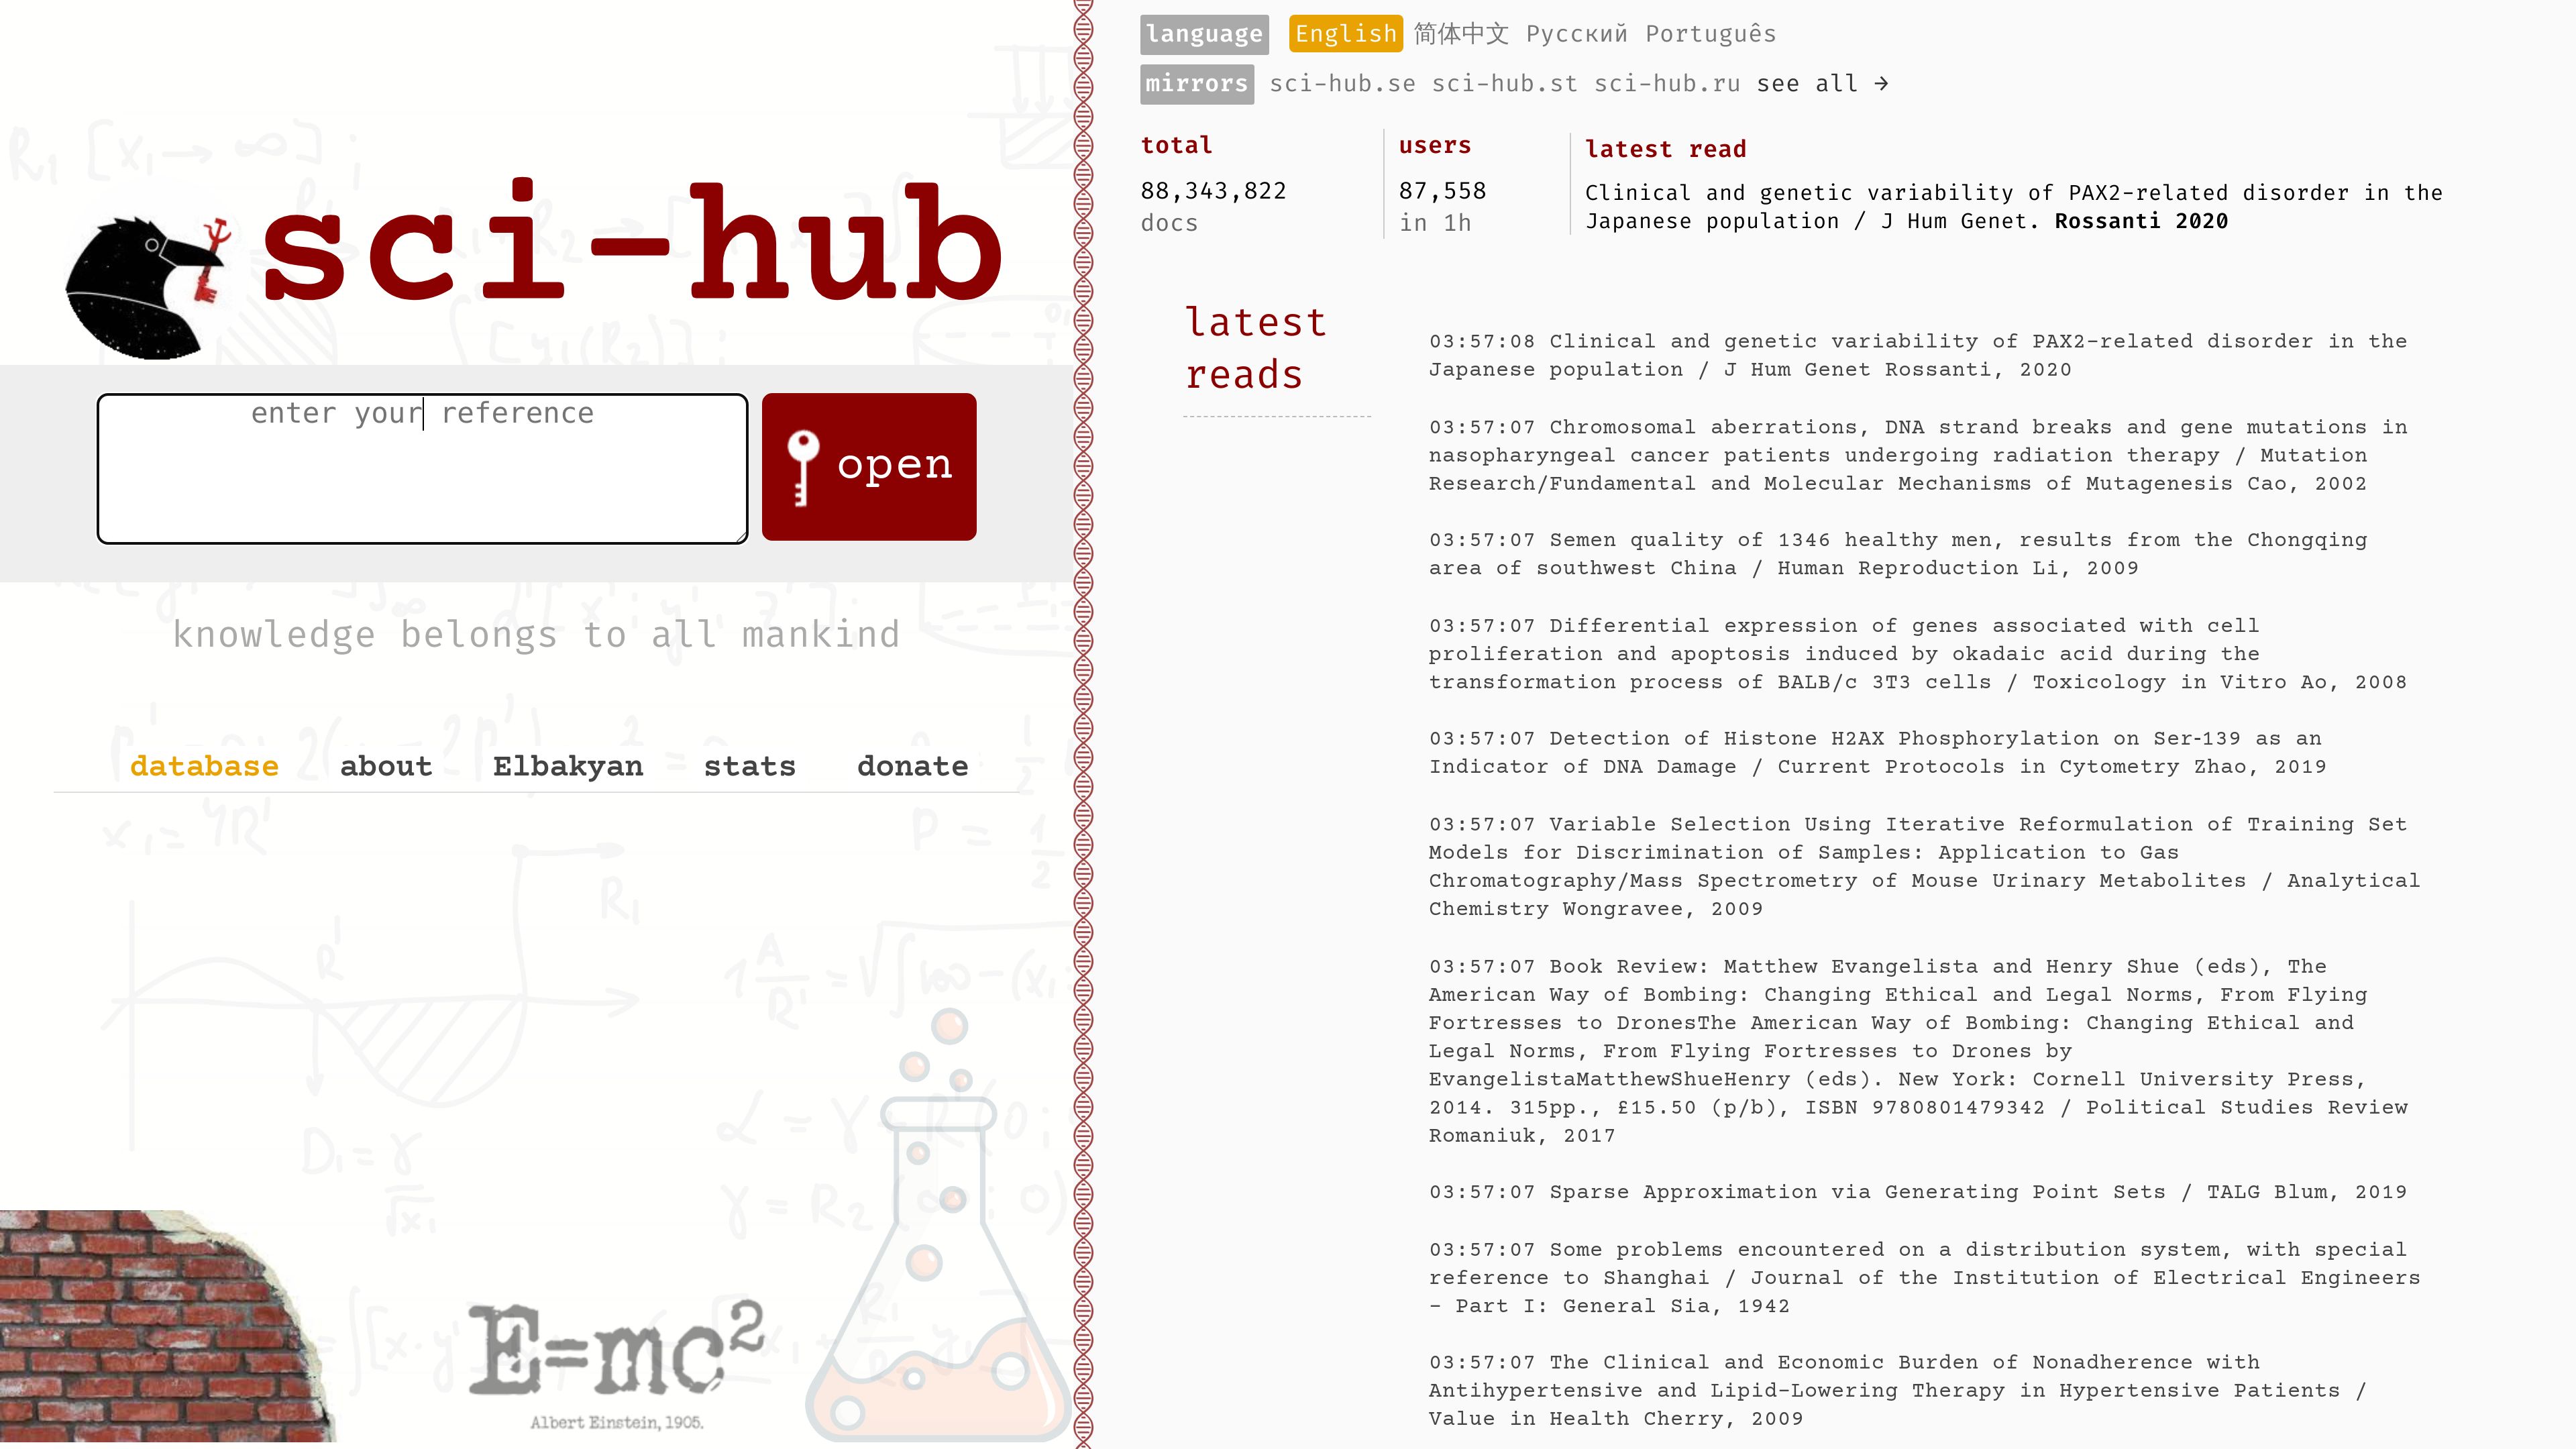 sci-hub
enter your reference
open
knowledge belongs to all mankind
database about Elbakyan stats donate
E=mc²
Albert Einstein, 1905.
language English 简体中文 Русский Português
mirrors sci-hub.se sci-hub.st sci-hub.ru see all →
total
88,343,822
docs
users
87,558
in 1h
latest read
Clinical and genetic variability of PAX2-related disorder in the
Japanese population / J Hum Genet. Rossanti 2020
latest
reads
03:57:08 Clinical and genetic variability of PAX2-related disorder in the
Japanese population / J Hum Genet Rossanti, 2020
03:57:07 Chromosomal aberrations, DNA strand breaks and gene mutations in
nasopharyngeal cancer patients undergoing radiation therapy / Mutation
Research/Fundamental and Molecular Mechanisms of Mutagenesis Cao, 2002
03:57:07 Semen quality of 1346 healthy men, results from the Chongqing
area of southwest China / Human Reproduction Li, 2009
03:57:07 Differential expression of genes associated with cell
proliferation and apoptosis induced by okadaic acid during the
transformation process of BALB/c 3T3 cells / Toxicology in Vitro Ao, 2008
03:57:07 Detection of Histone H2AX Phosphorylation on Ser-139 as an
Indicator of DNA Damage / Current Protocols in Cytometry Zhao, 2019
03:57:07 Variable Selection Using Iterative Reformulation of Training Set
Models for Discrimination of Samples: Application to Gas
Chromatography/Mass Spectrometry of Mouse Urinary Metabolites / Analytical
Chemistry Wongravee, 2009
03:57:07 Book Review: Matthew Evangelista and Henry Shue (eds), The
American Way of Bombing: Changing Ethical and Legal Norms, From Flying
Fortresses to DronesThe American Way of Bombing: Changing Ethical and
Legal Norms, From Flying Fortresses to Drones by
EvangelistaMatthewShueHenry (eds). New York: Cornell University Press,
2014. 315pp., £15.50 (p/b), ISBN 9780801479342 / Political Studies Review
Romaniuk, 2017
03:57:07 Sparse Approximation via Generating Point Sets / TALG Blum, 2019
03:57:07 Some problems encountered on a distribution system, with special
reference to Shanghai / Journal of the Institution of Electrical Engineers
- Part I: General Sia, 1942
03:57:07 The Clinical and Economic Burden of Nonadherence with
Antihypertensive and Lipid-Lowering Therapy in Hypertensive Patients /
Value in Health Cherry, 2009